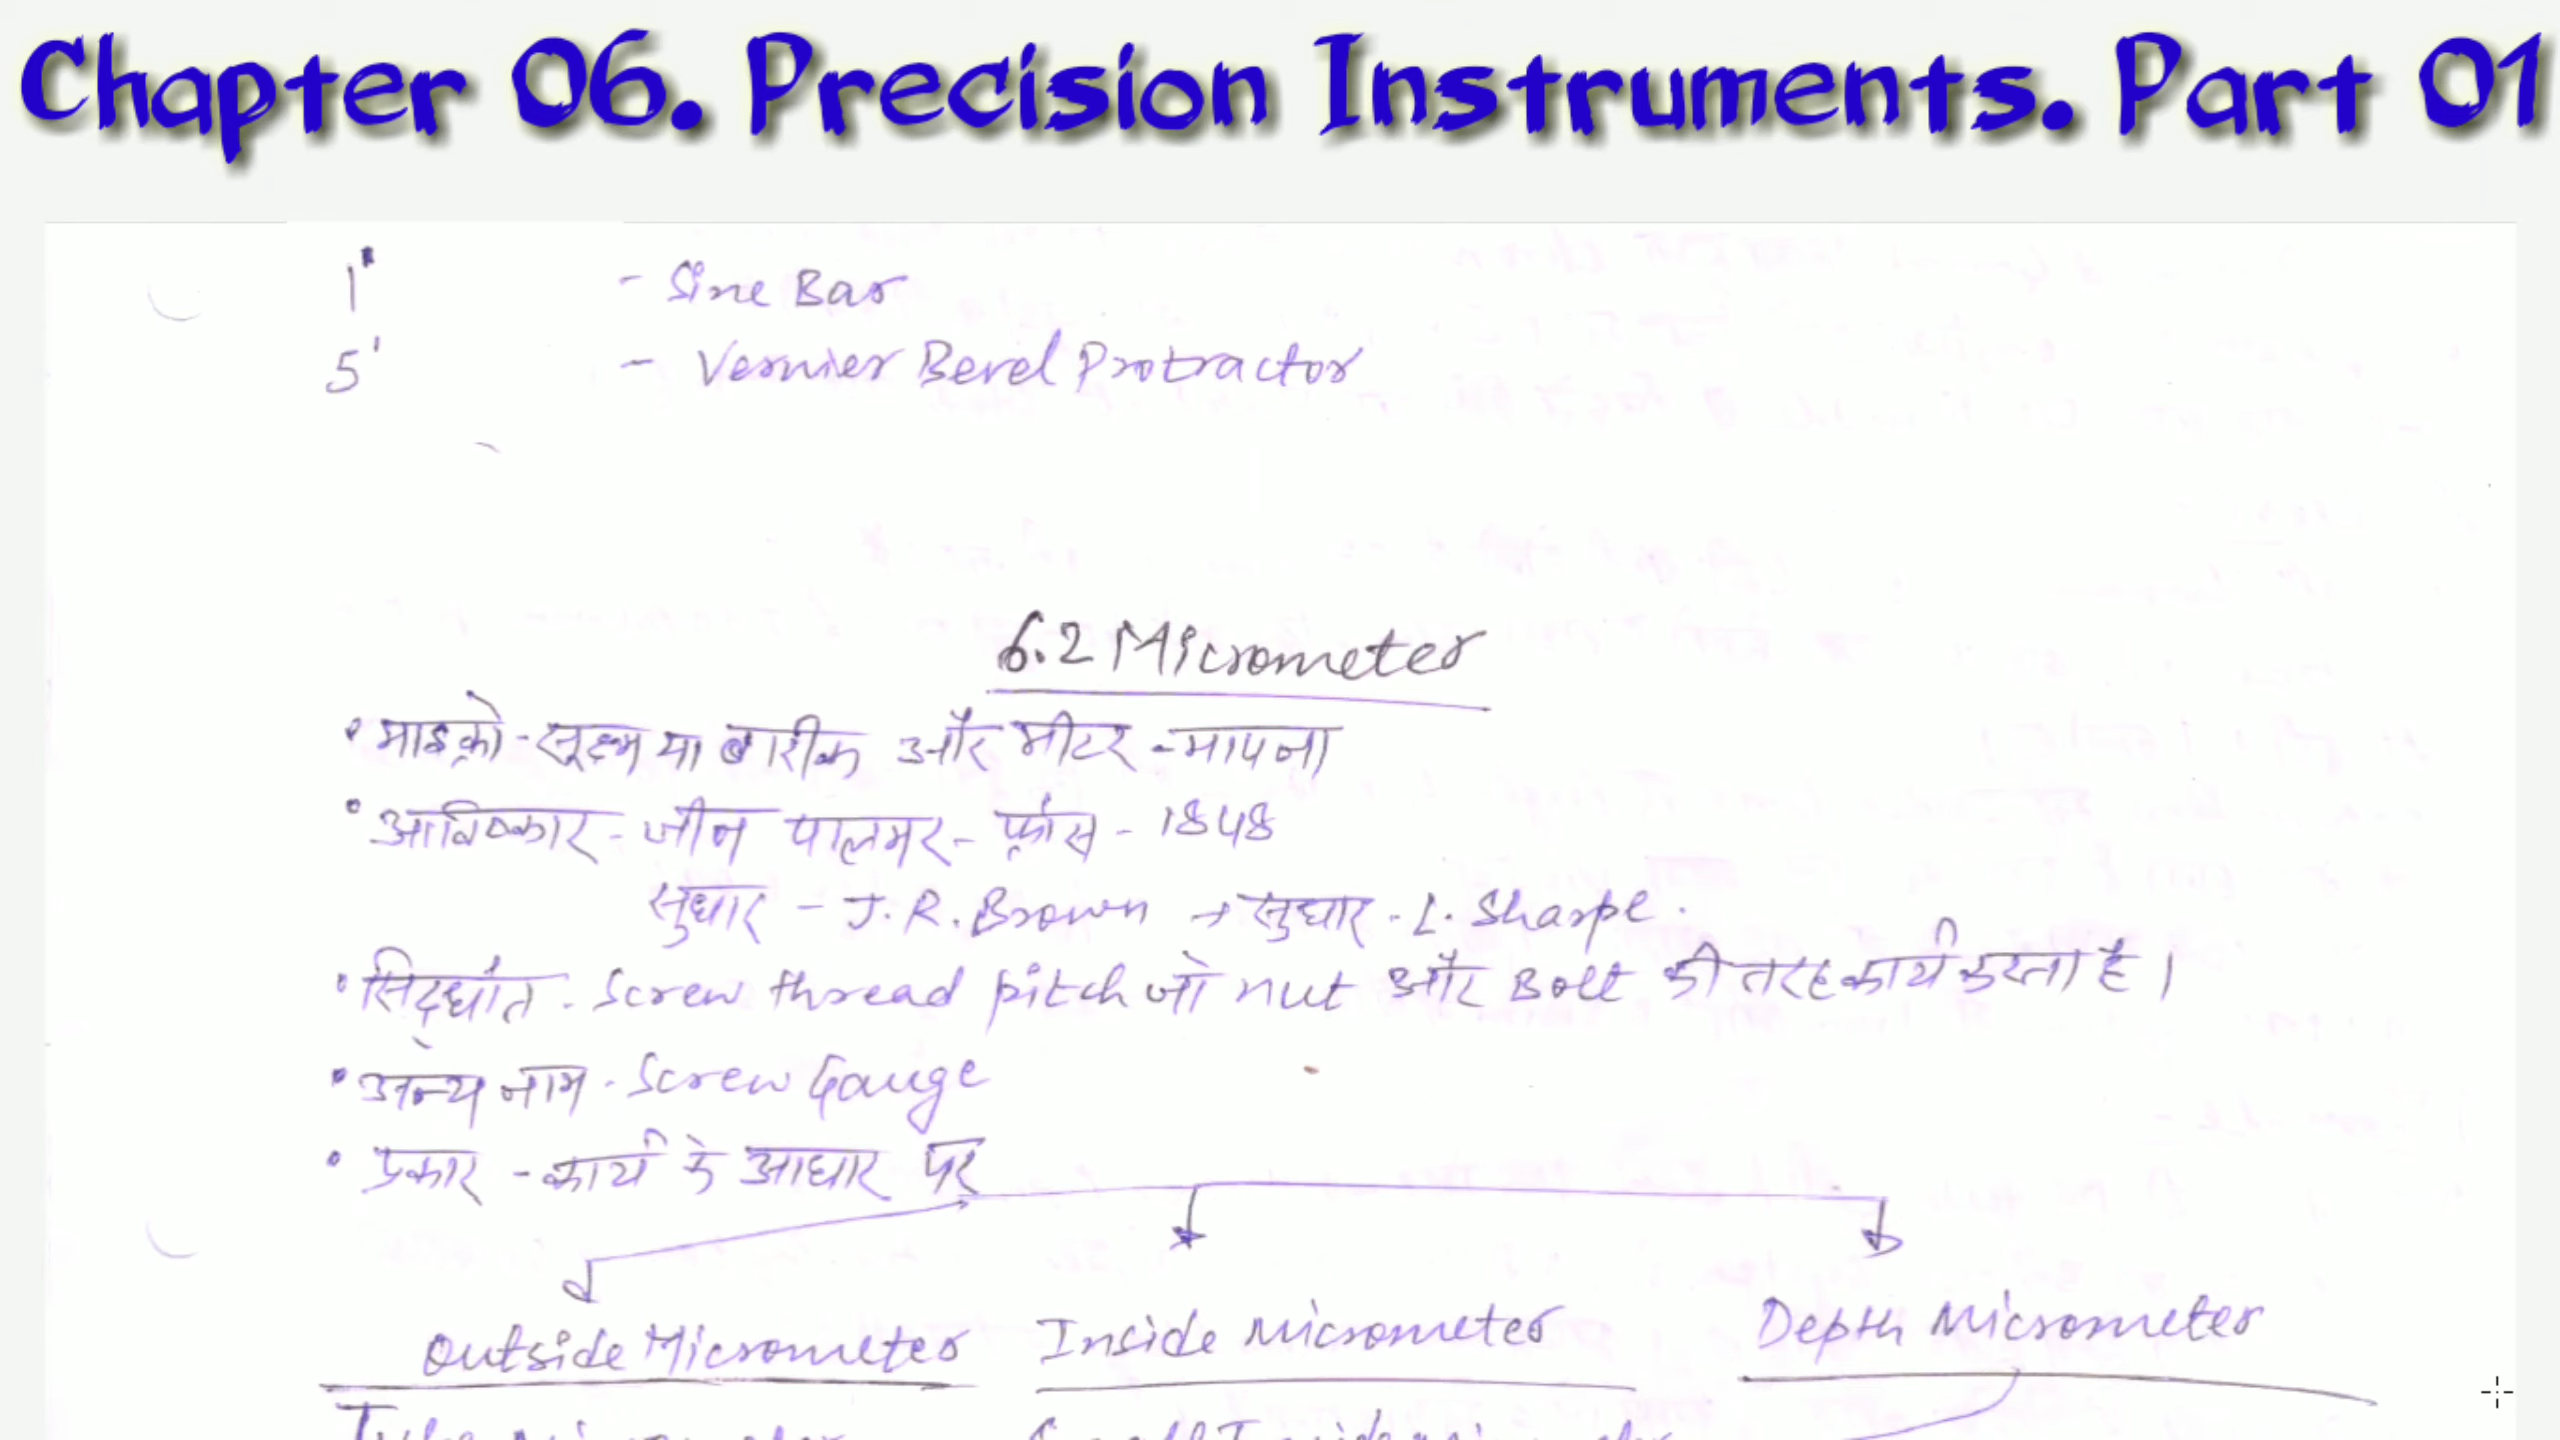 Chapter 06. Precision Instruments. Part 01
1' - Sine Bar
5' - Vernier Bevel Protractor
6.2 Micrometer
• माइक्रो - सूक्ष्म या बारीक और मीटर - मापना
• आविष्कार - जीन पालमर - फ्रांस - 1848
सुधार - J. R. Brown → सुधार - L. Sharpe.
• सिद्धांत - Screw thread pitch जो nut और Bolt की तरह कार्य करता है।
• अन्य नाम - Screw Gauge
• प्रकार - कार्य के आधार पर
Outside Micrometer Inside Micrometer Depth Micrometer